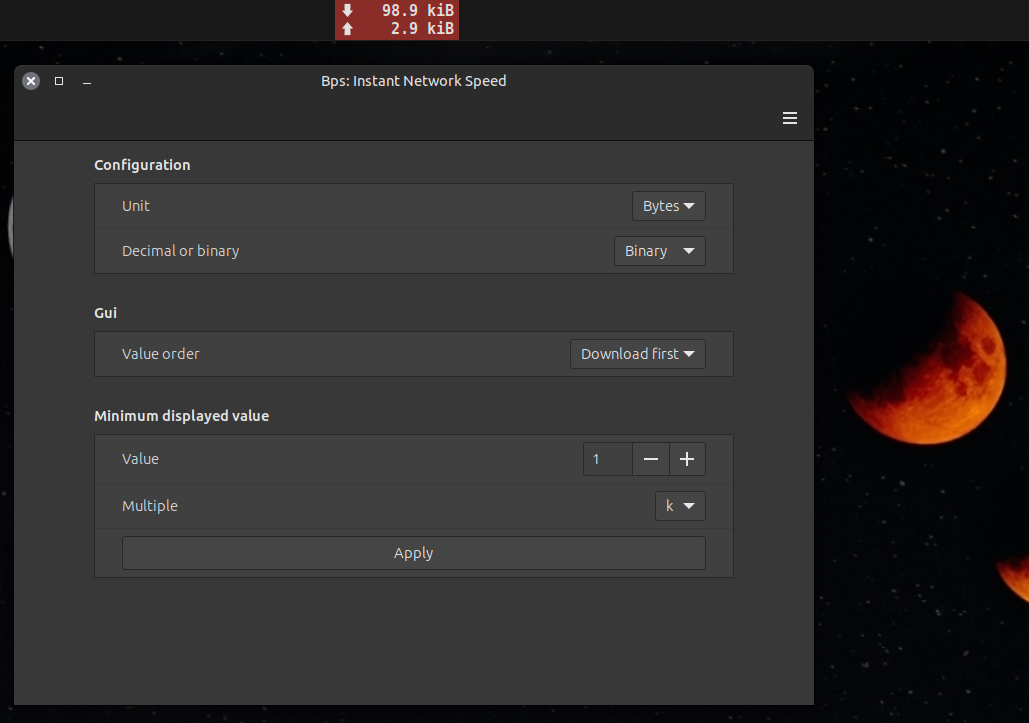 98.9 kiB
2.9 kiB
Bps: Instant Network Speed
Configuration
Unit
Bytes
Decimal or binary
Binary
Gui
Value order
Download first
Minimum displayed value
Value
1
Multiple
k
Apply